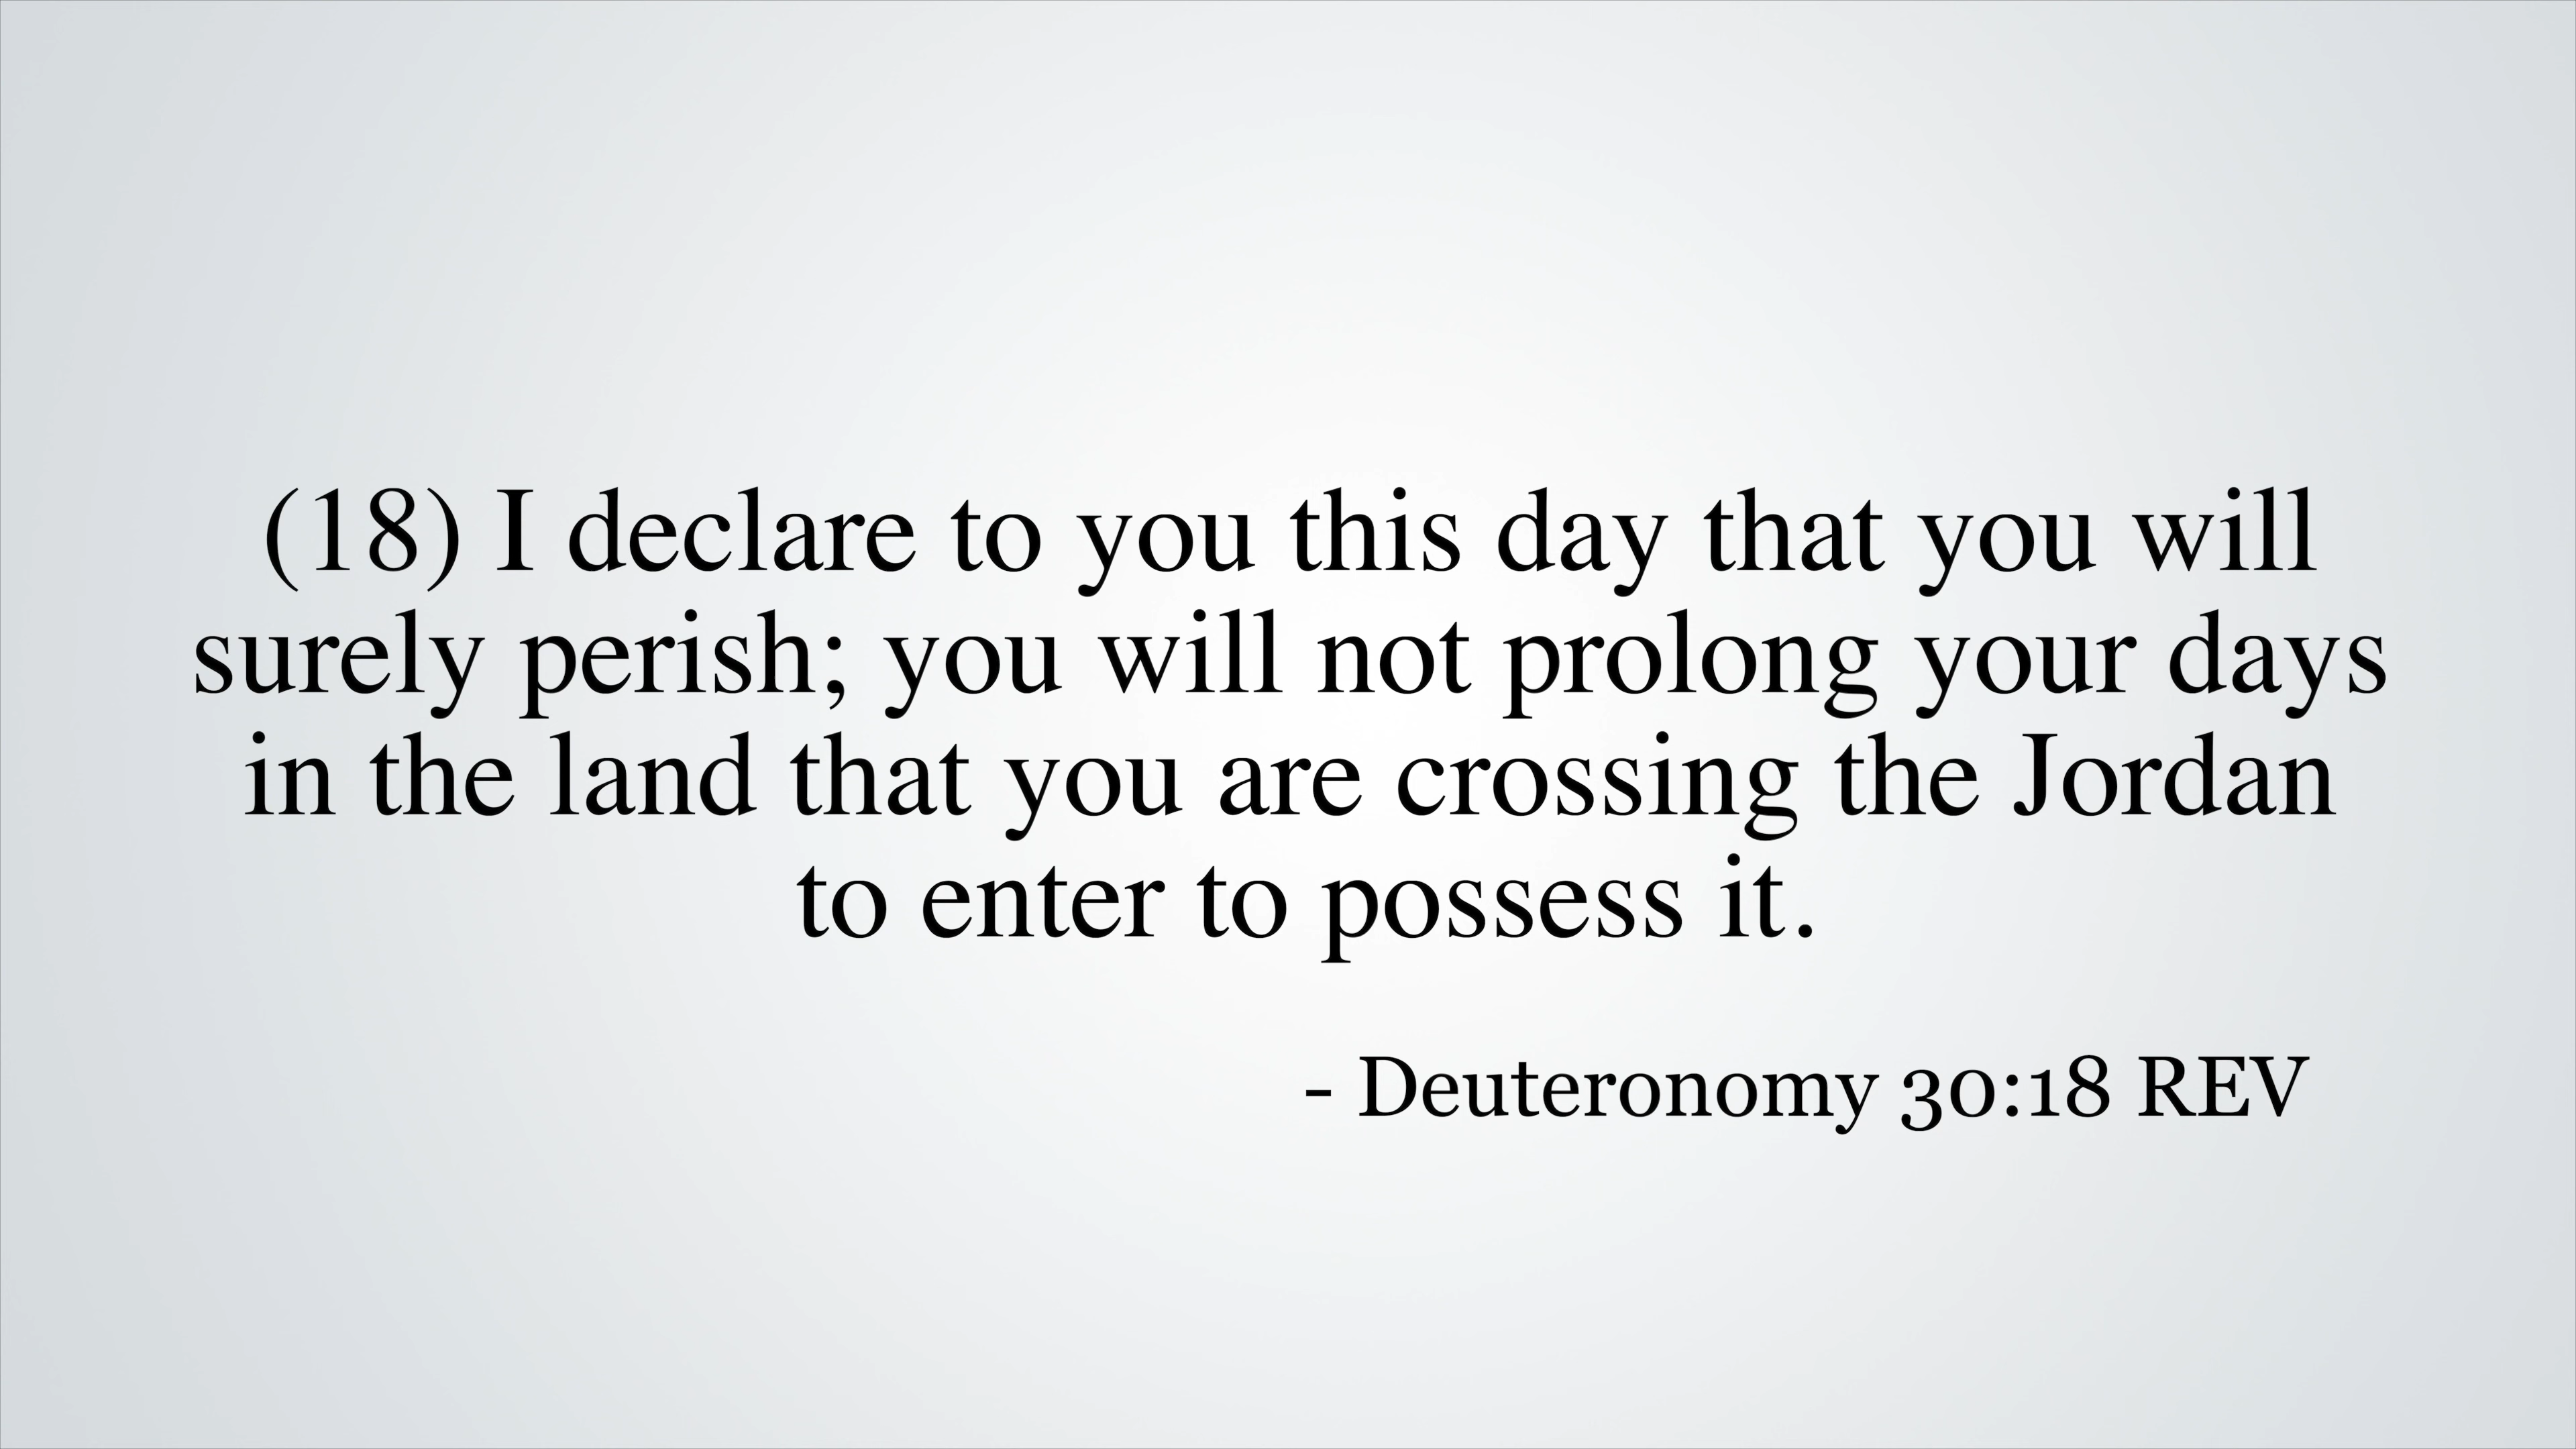 (18) I declare to you this day that you will
surely perish; you will not prolong your days
in the land that you are crossing the Jordan
to enter to possess it.
- Deuteronomy 30:18 REV